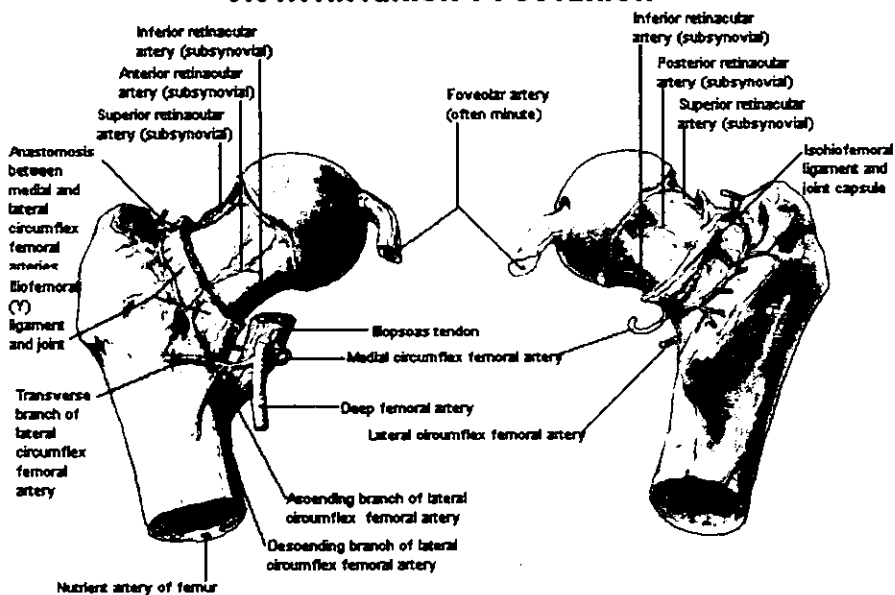 Inferior retinacular
artery (subsynovial)
Anterior retinacular
artery (subsynovial)
Superior retinacular
artery (subsynovial)
Anastomosis
between
medial and
lateral
circumflex
femoral
arteries
Iliofemoral
(Y)
ligament
and joint
Transverse
branch of
lateral
circumflex
femoral
artery
Nutrient artery of femur
Foveolar artery
(often minute)
Iliopsoas tendon
Medial circumflex femoral artery
Deep femoral artery
Lateral circumflex femoral artery
Ascending branch of lateral
circumflex femoral artery
Descending branch of lateral
circumflex femoral artery
Inferior retinacular
artery (subsynovial)
Posterior retinacular
artery (subsynovial)
Superior retinacular
artery (subsynovial)
Ischiofemoral
ligament and
joint capsule